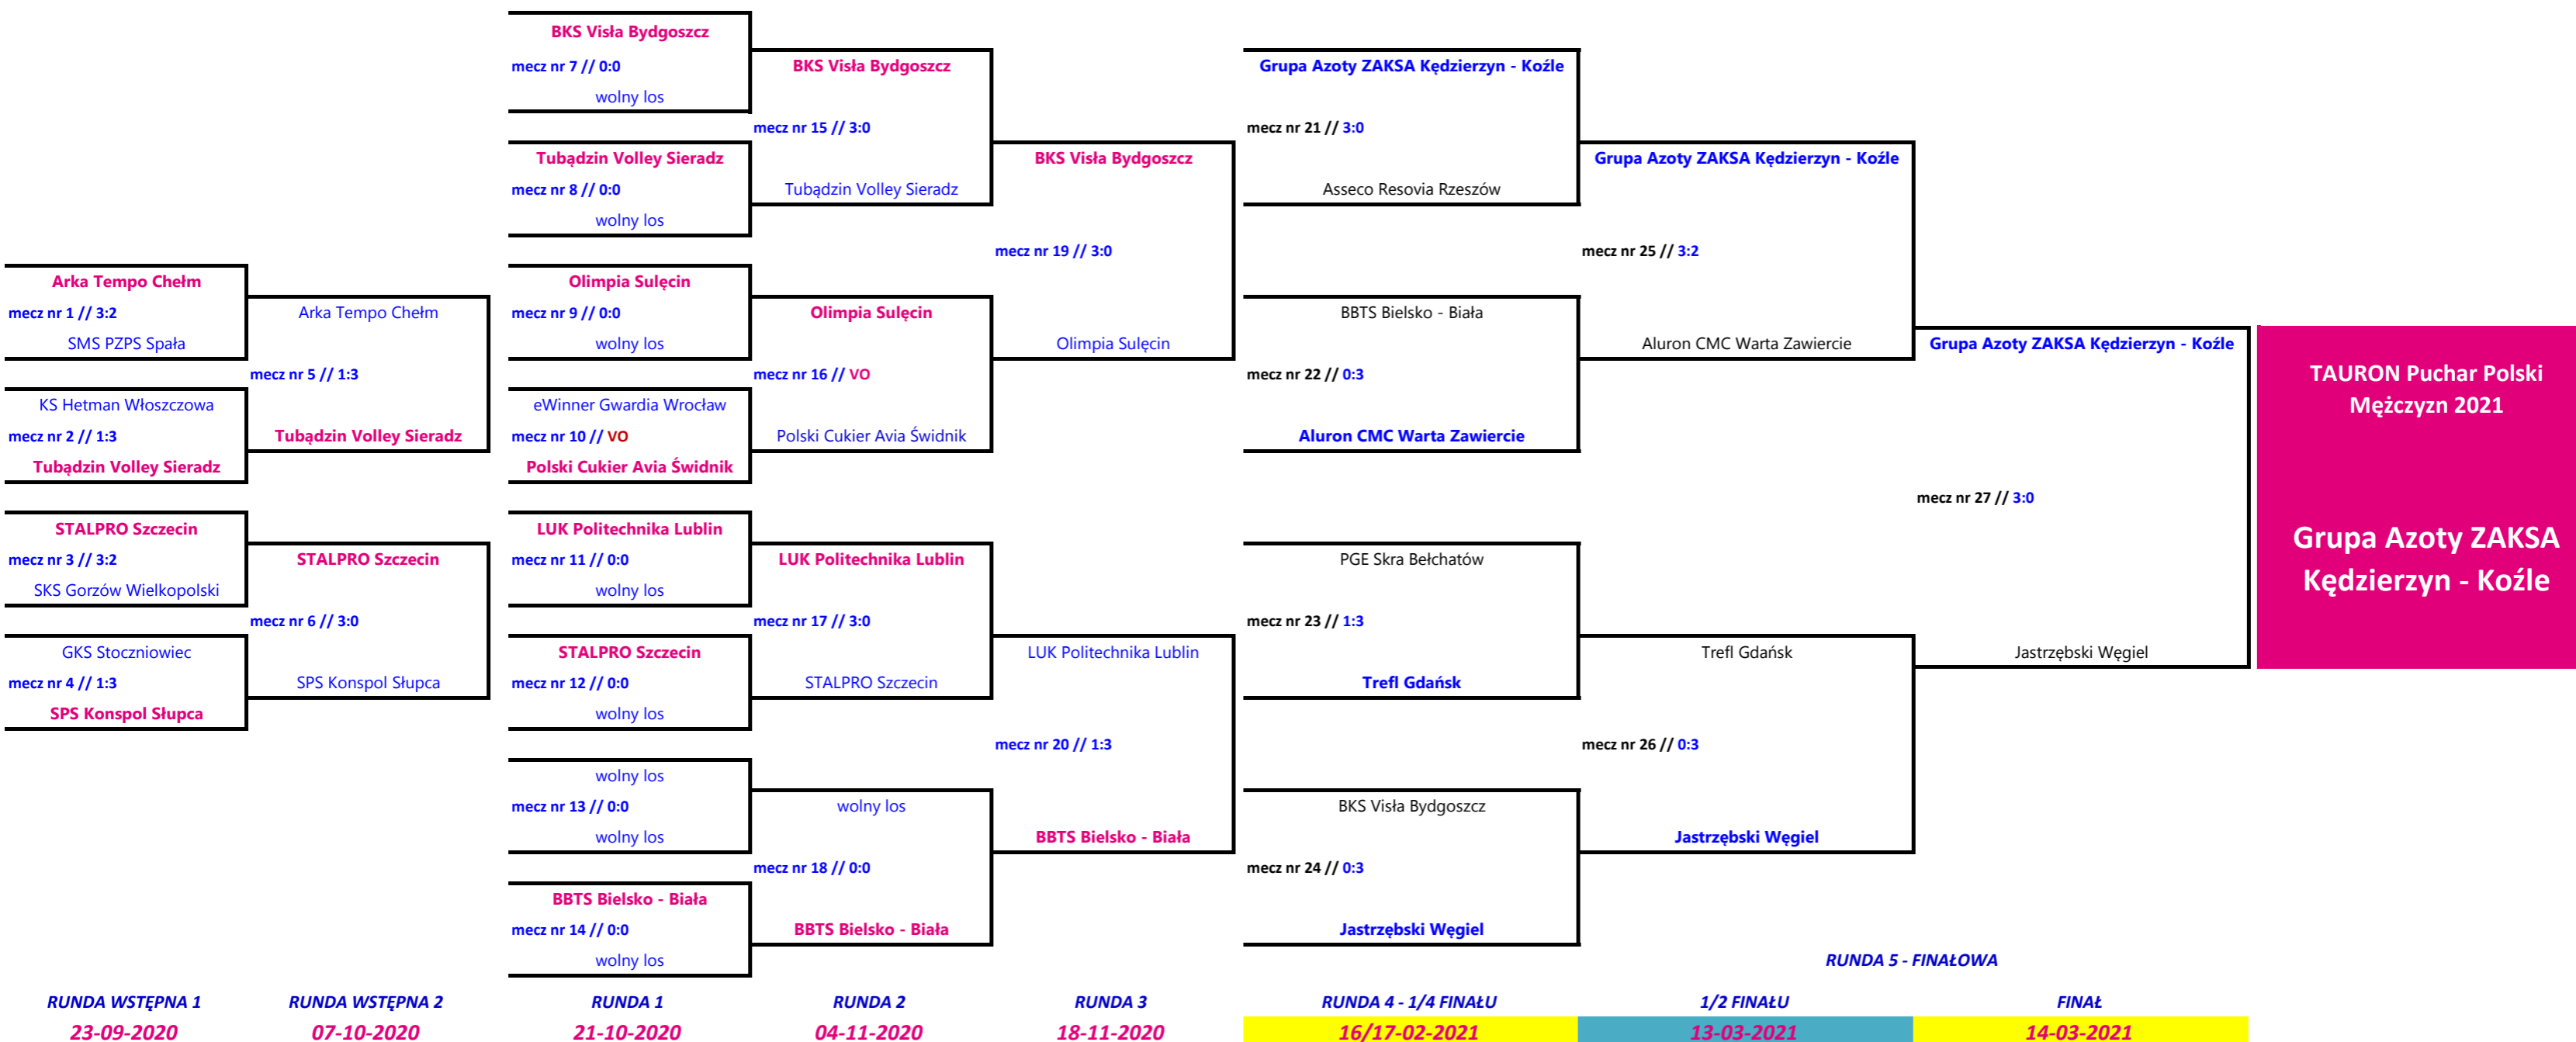 BKS Visła Bydgoszcz
mecz nr 7 // 0:0
wolny los
Tubądzin Volley Sieradz
mecz nr 8 // 0:0
wolny los
Arka Tempo Chełm
mecz nr 1 // 3:2
SMS PZPS Spała
KS Hetman Włoszczowa
mecz nr 2 // 1:3
Tubądzin Volley Sieradz
STALPRO Szczecin
mecz nr 3 // 3:2
SKS Gorzów Wielkopolski
GKS Stoczniowiec
mecz nr 4 // 1:3
SPS Konspol Słupca
Arka Tempo Chełm
mecz nr 5 // 1:3
Tubądzin Volley Sieradz
STALPRO Szczecin
mecz nr 6 // 3:0
SPS Konspol Słupca
Olimpia Sulęcin
mecz nr 9 // 0:0
wolny los
eWinner Gwardia Wrocław
mecz nr 10 // VO
Polski Cukier Avia Świdnik
LUK Politechnika Lublin
mecz nr 11 // 0:0
wolny los
STALPRO Szczecin
mecz nr 12 // 0:0
wolny los
wolny los
mecz nr 13 // 0:0
wolny los
BBTS Bielsko - Biała
mecz nr 14 // 0:0
wolny los
BKS Visła Bydgoszcz
mecz nr 15 // 3:0
Tubądzin Volley Sieradz
Olimpia Sulęcin
mecz nr 16 // VO
Polski Cukier Avia Świdnik
LUK Politechnika Lublin
mecz nr 17 // 3:0
STALPRO Szczecin
wolny los
mecz nr 18 // 0:0
BBTS Bielsko - Biała
BKS Visła Bydgoszcz
mecz nr 19 // 3:0
Olimpia Sulęcin
LUK Politechnika Lublin
mecz nr 20 // 1:3
BBTS Bielsko - Biała
Grupa Azoty ZAKSA Kędzierzyn - Koźle
mecz nr 21 // 3:0
Asseco Resovia Rzeszów
BBTS Bielsko - Biała
mecz nr 22 // 0:3
Aluron CMC Warta Zawiercie
PGE Skra Bełchatów
mecz nr 23 // 1:3
Trefl Gdańsk
BKS Visła Bydgoszcz
mecz nr 24 // 0:3
Jastrzębski Węgiel
Grupa Azoty ZAKSA Kędzierzyn - Koźle
mecz nr 25 // 3:2
Aluron CMC Warta Zawiercie
Trefl Gdańsk
mecz nr 26 // 0:3
Jastrzębski Węgiel
Grupa Azoty ZAKSA Kędzierzyn - Koźle
mecz nr 27 // 3:0
Jastrzębski Węgiel
TAURON Puchar Polski
Mężczyzn 2021
Grupa Azoty ZAKSA
Kędzierzyn - Koźle
RUNDA 5 - FINAŁOWA
RUNDA WSTĘPNA 1
RUNDA WSTĘPNA 2
RUNDA 1
RUNDA 2
RUNDA 3
RUNDA 4 - 1/4 FINAŁU
1/2 FINAŁU
FINAŁ
23-09-2020
07-10-2020
21-10-2020
04-11-2020
18-11-2020
16/17-02-2021
13-03-2021
14-03-2021